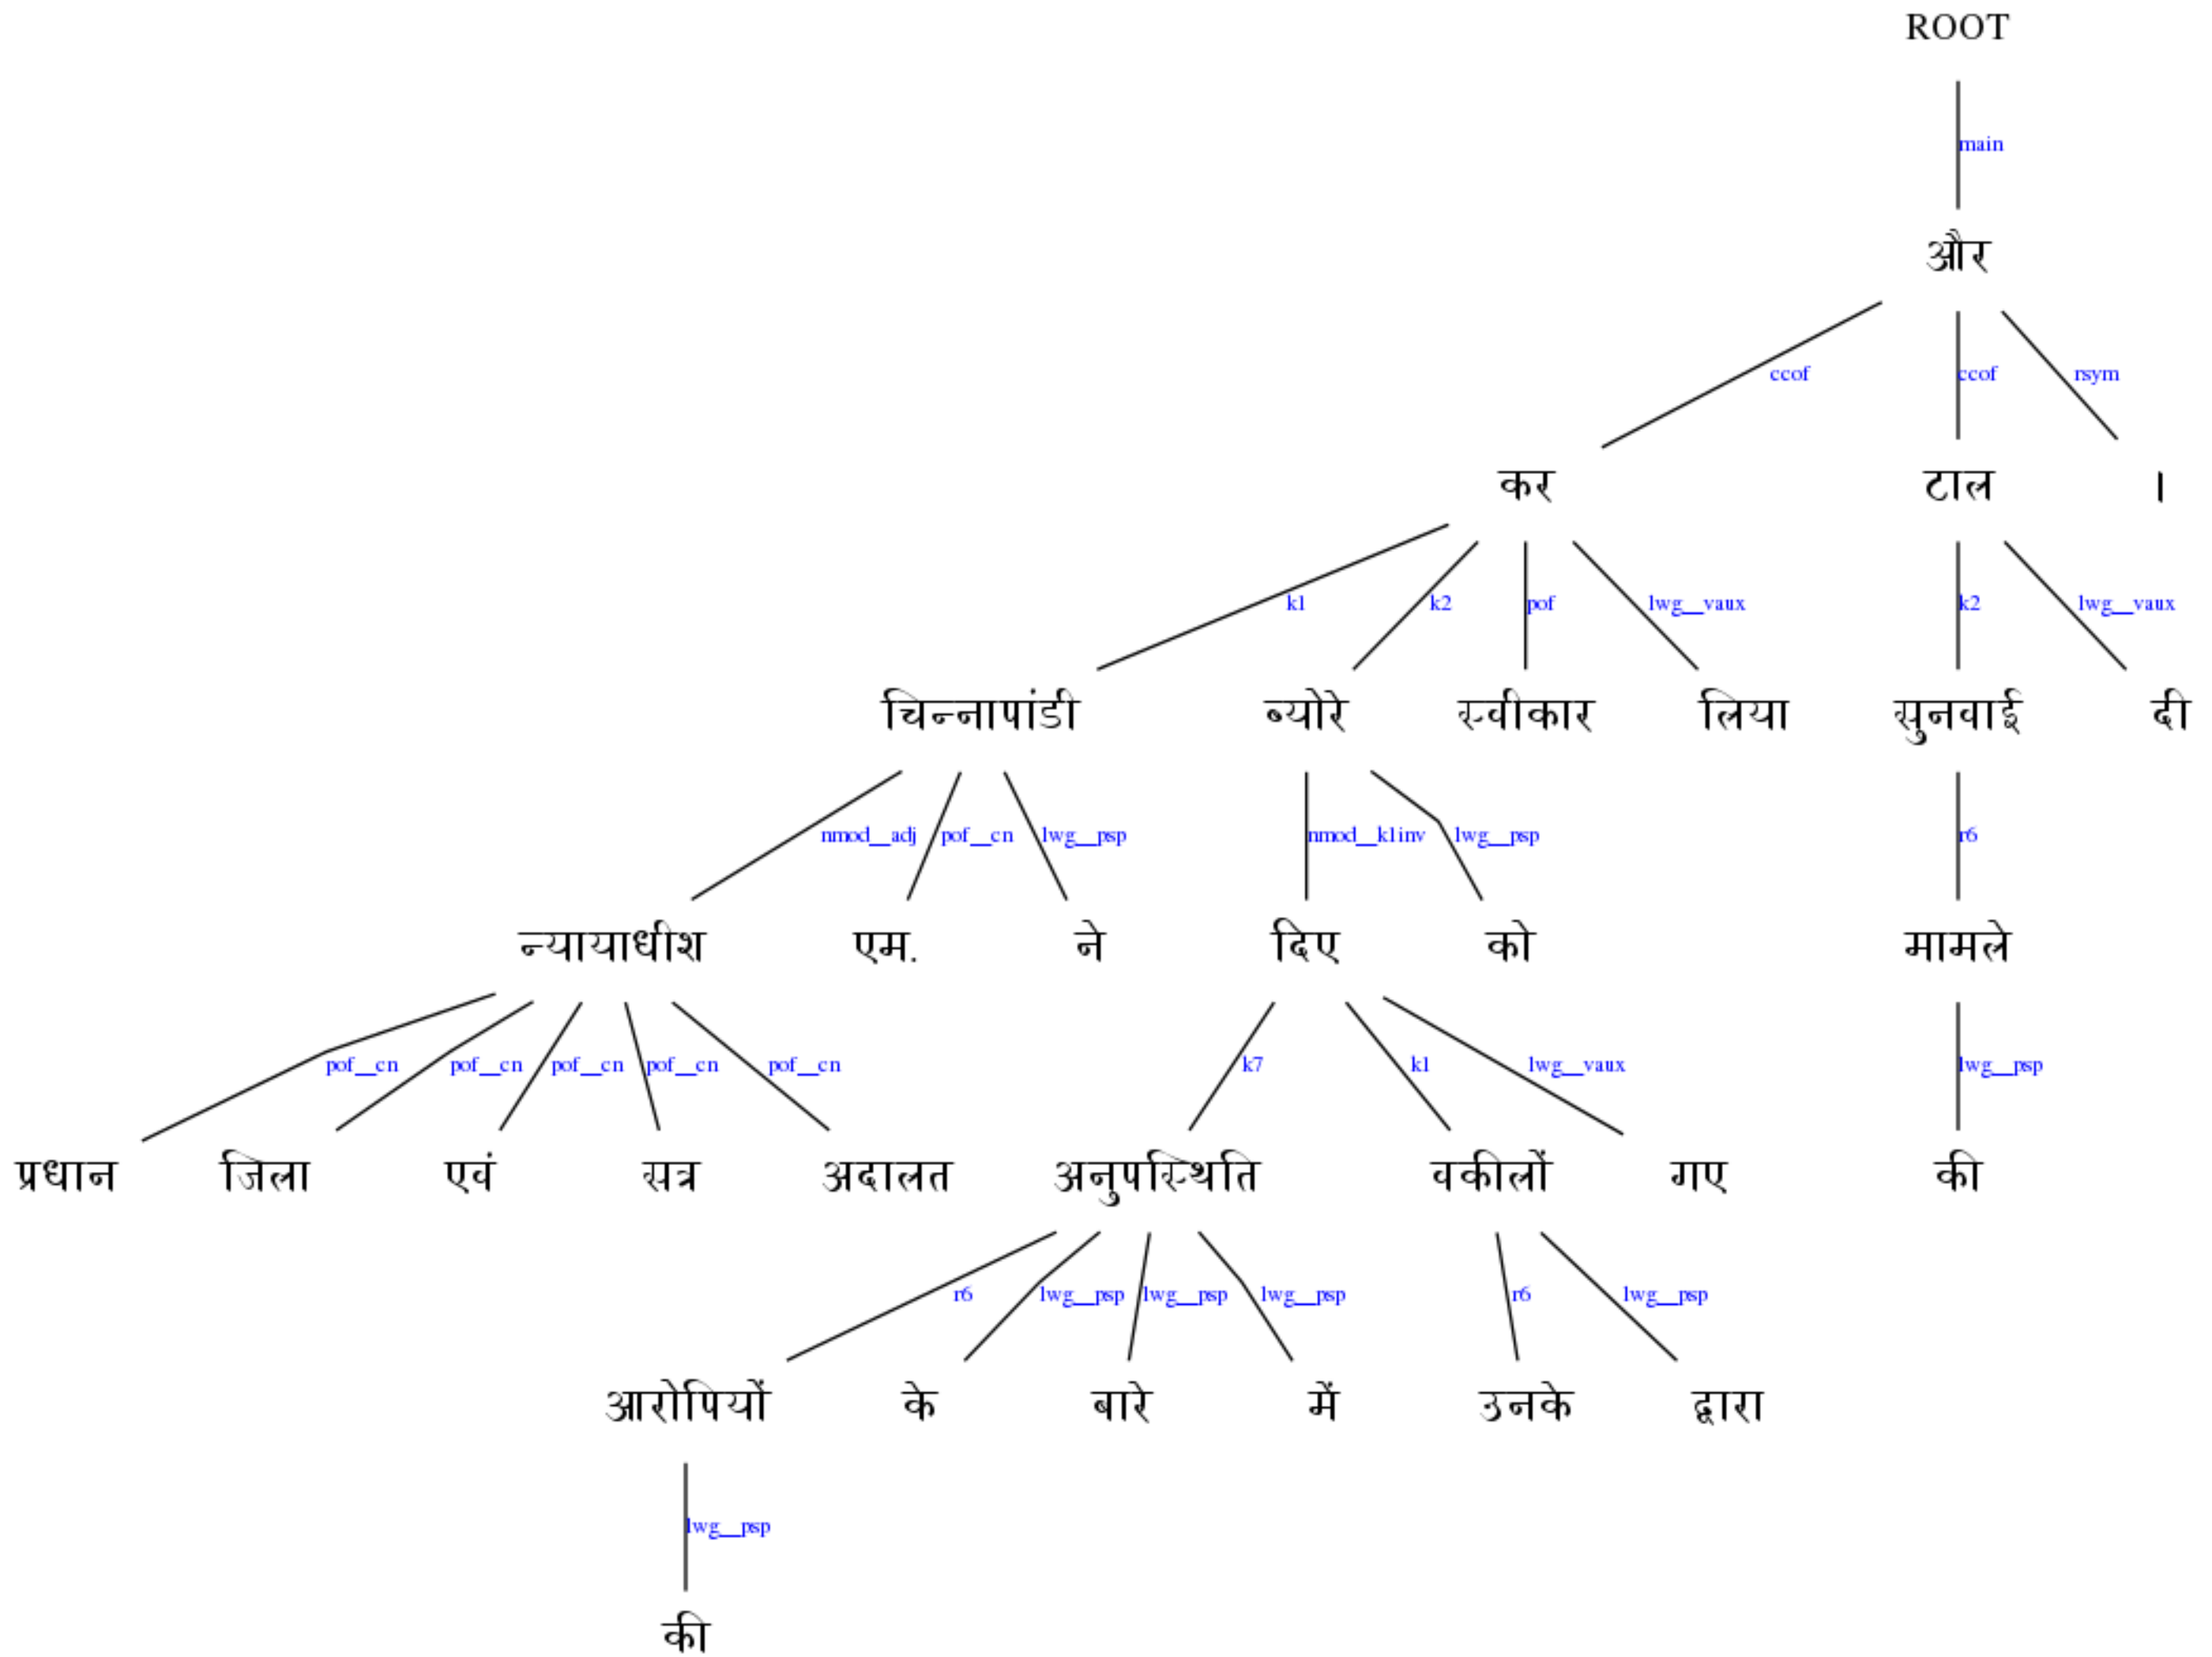 ROOT
main
और
ccof ccof rsym
कर टाल ।
k1 k2 pof lwg__vaux k2 lwg__vaux
चिन्नापांडी ब्योरे स्वीकार लिया सुनवाई दी
nmod__adj pof__cn lwg__psp nmod__k1inv lwg__psp r6
न्यायाधीश एम. ने दिए को मामले
pof__cn pof__cn pof__cn pof__cn pof__cn k7 k1 lwg__vaux lwg__psp
प्रधान जिला एवं सत्र अदालत अनुपस्थिति वकीलों गए की
r6 lwg__psp lwg__psp lwg__psp r6 lwg__psp
आरोपियों के बारे में उनके द्वारा
lwg__psp
की